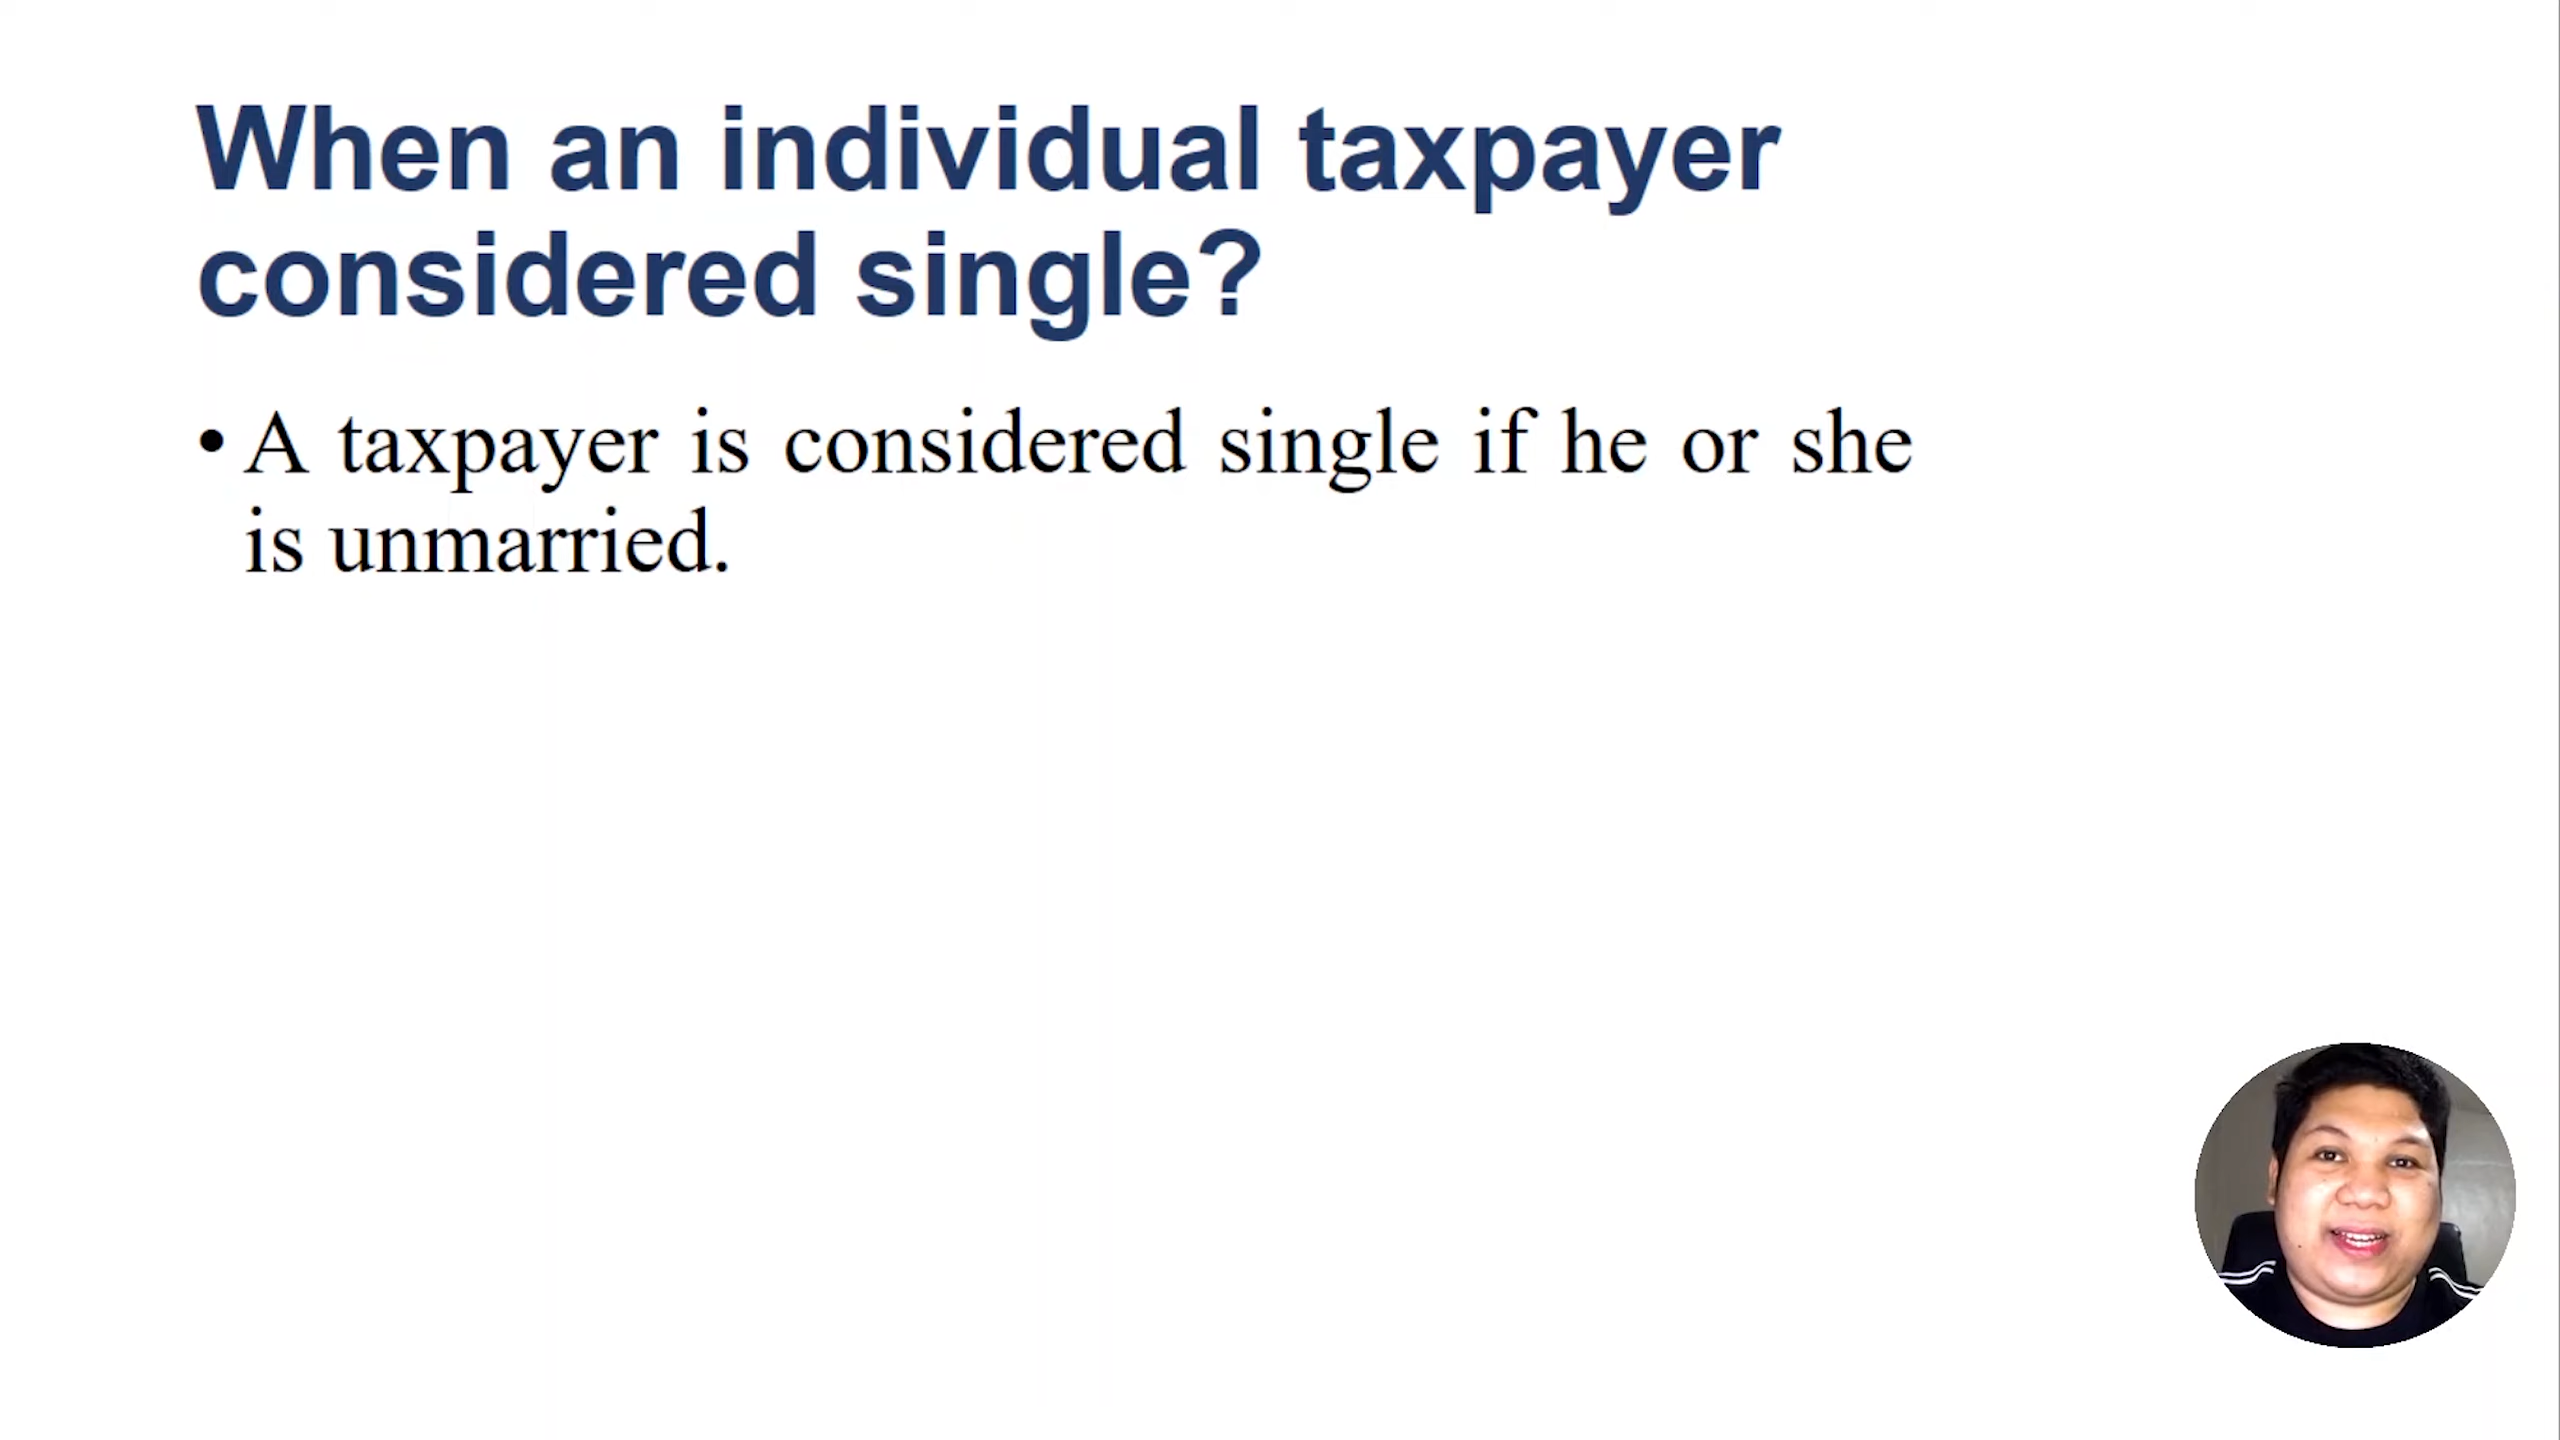 When an individual taxpayer
considered single?
• A taxpayer is considered single if he or she
is unmarried.